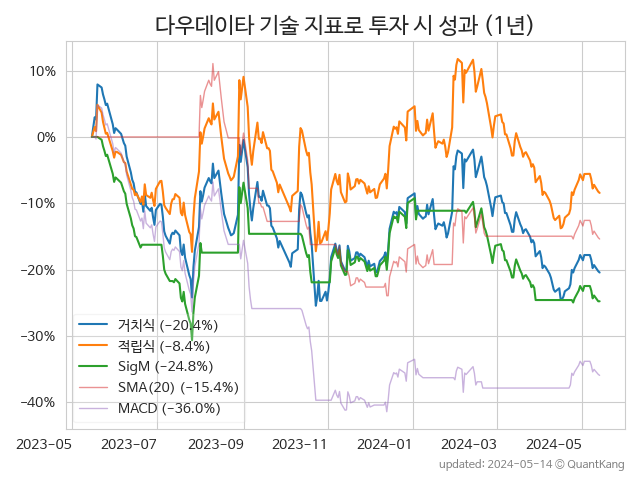 다우데이타 기술 지표로 투자 시 성과 (1년)
10%
0%
−10%
−20%
−30%
−40%
거치식 (−20.4%)
적립식 (−8.4%)
SigM (−24.8%)
SMA(20) (−15.4%)
MACD (−36.0%)
2023-05
2023-07
2023-09
2023-11
2024-01
2024-03
2024-05
updated: 2024-05-14 © QuantKang